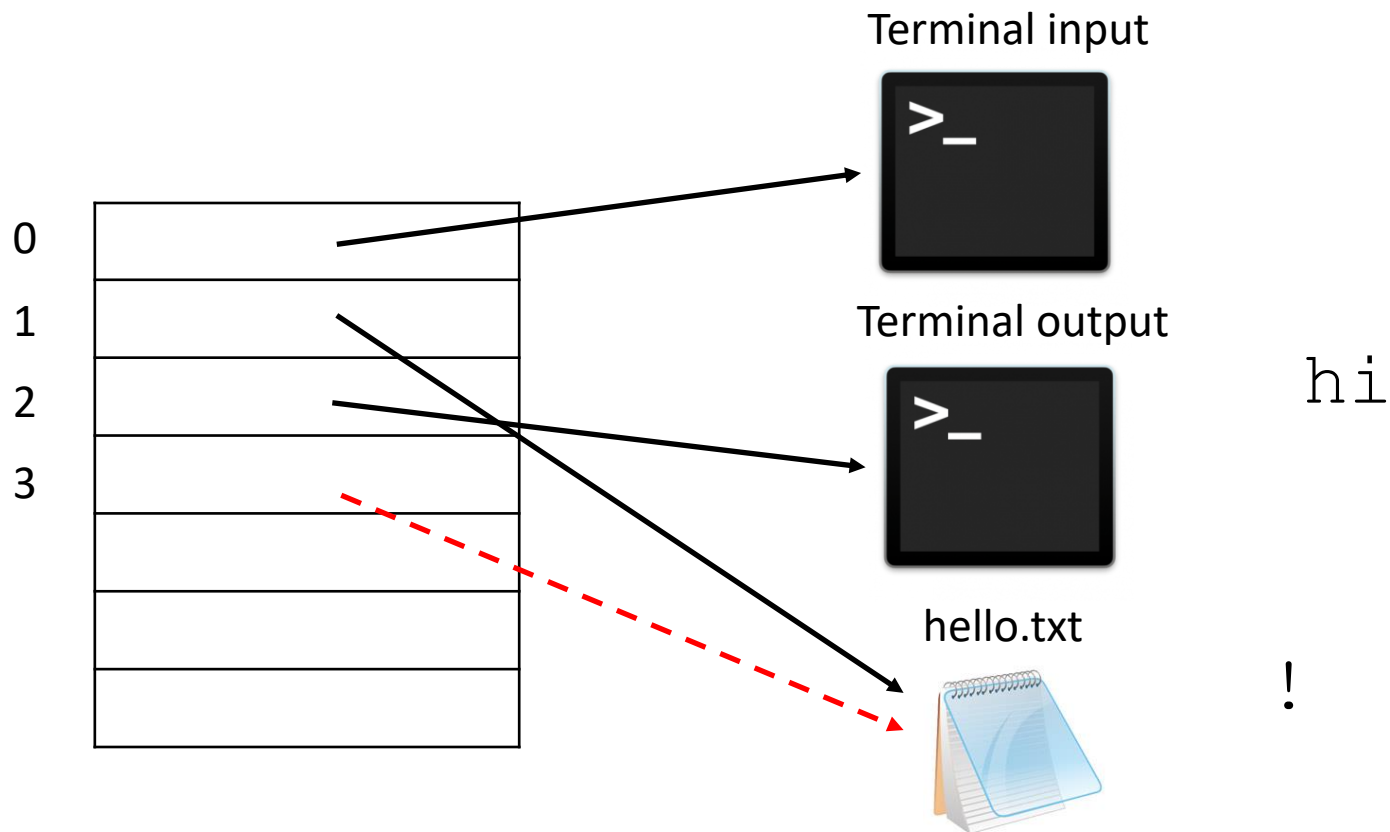 Terminal input
>_
0
1
Terminal output
hi
2
>_
3
hello.txt
!